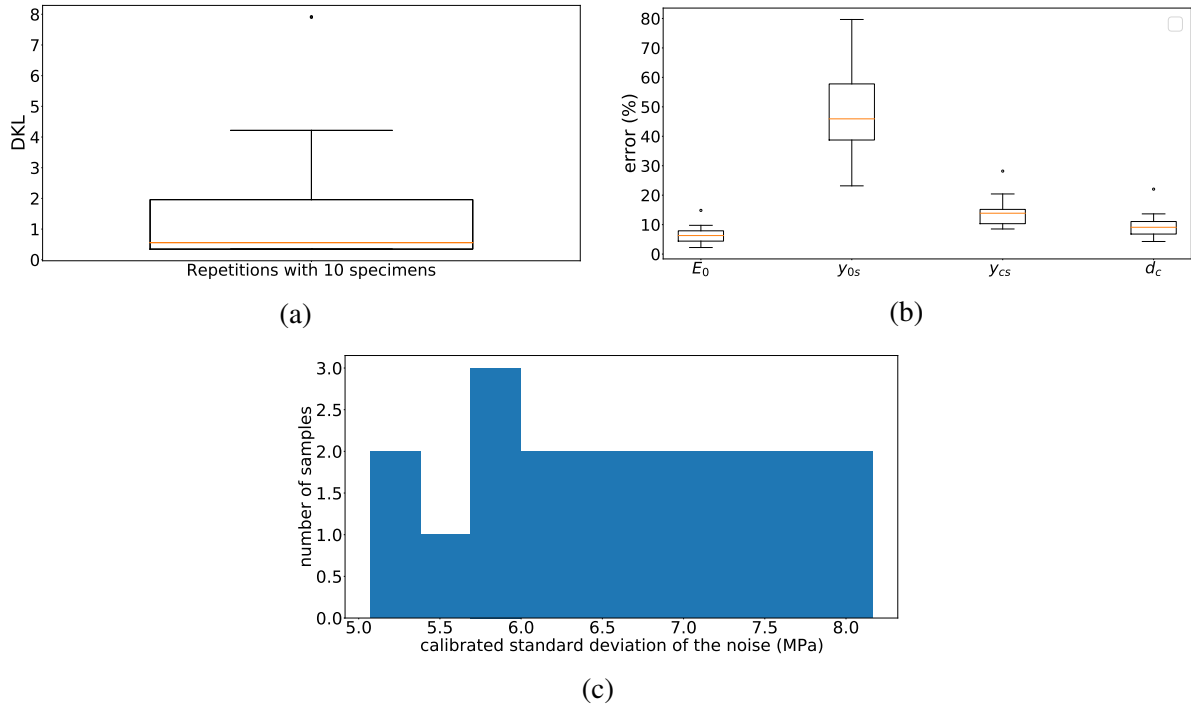 8
7
6
5
4
3
2
1
0
DKL
Repetitions with 10 specimens
(a)
80
70
60
50
40
30
20
10
0
error (%)
E₀ y₀ₛ y_cs d_c
(b)
3.0
2.5
2.0
1.5
1.0
0.5
0.0
number of samples
5.0 5.5 6.0 6.5 7.0 7.5 8.0
calibrated standard deviation of the noise (MPa)
(c)